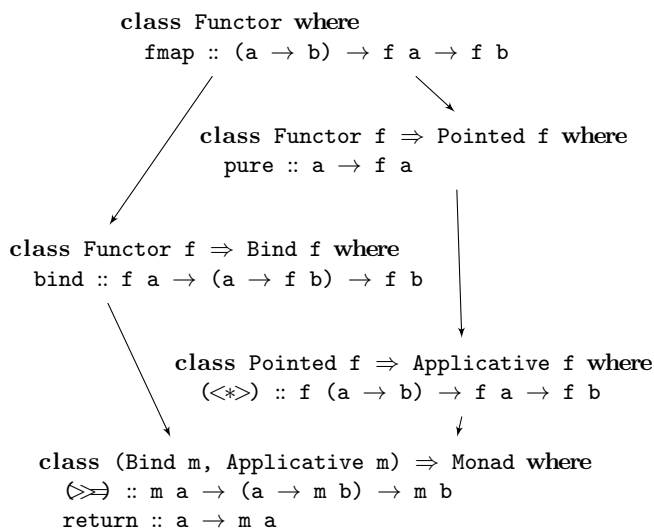 class Functor where
fmap :: (a → b) → f a → f b
class Functor f ⇒ Pointed f where
pure :: a → f a
class Functor f ⇒ Bind f where
bind :: f a → (a → f b) → f b
class Pointed f ⇒ Applicative f where
(<*>) :: f (a → b) → f a → f b
class (Bind m, Applicative m) ⇒ Monad where
(>>=) :: m a → (a → m b) → m b
return :: a → m a